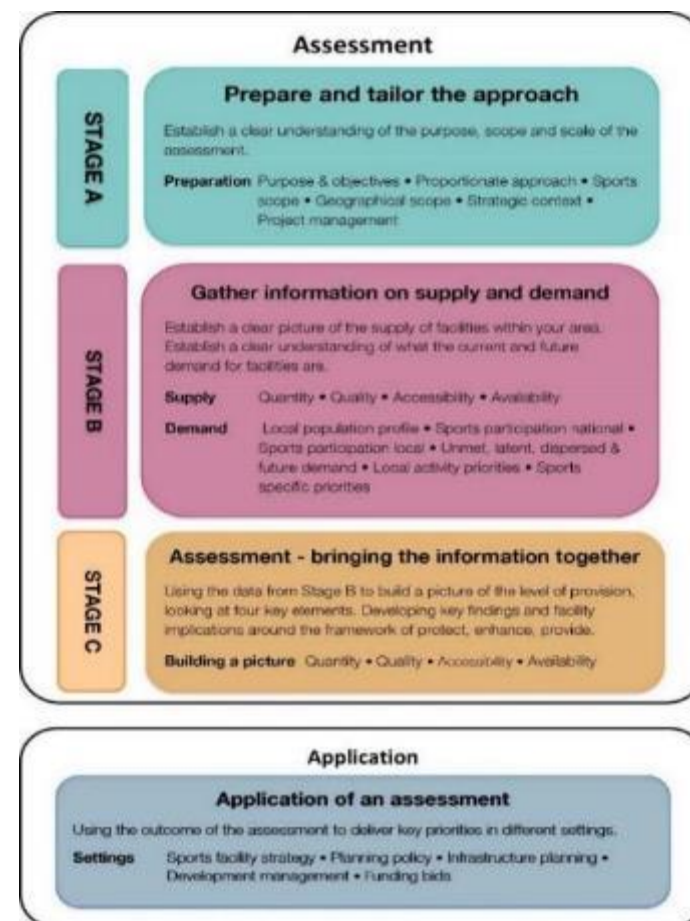 Assessment
STAGE A
Prepare and tailor the approach
Establish a clear understanding of the purpose, scope and scale of the
assessment.
Preparation Purpose & objectives • Proportionate approach • Sports
scope • Geographical scope • Strategic context •
Project management
STAGE B
Gather information on supply and demand
Establish a clear picture of the supply of facilities within your area.
Establish a clear understanding of what the current and future
demand for facilities are.
Supply Quantity • Quality • Accessibility • Availability
Demand Local population profile • Sports participation national •
Sports participation local • Unmet, latent, dispersed &
future demand • Local activity priorities • Sports
specific priorities
STAGE C
Assessment - bringing the information together
Using the data from Stage B to build a picture of the level of provision,
looking at four key elements. Developing key findings and facility
implications around the framework of protect, enhance, provide.
Building a picture Quantity • Quality • Accessibility • Availability
Application
Application of an assessment
Using the outcome of the assessment to deliver key priorities in different settings.
Settings Sports facility strategy • Planning policy • Infrastructure planning •
Development management • Funding bids